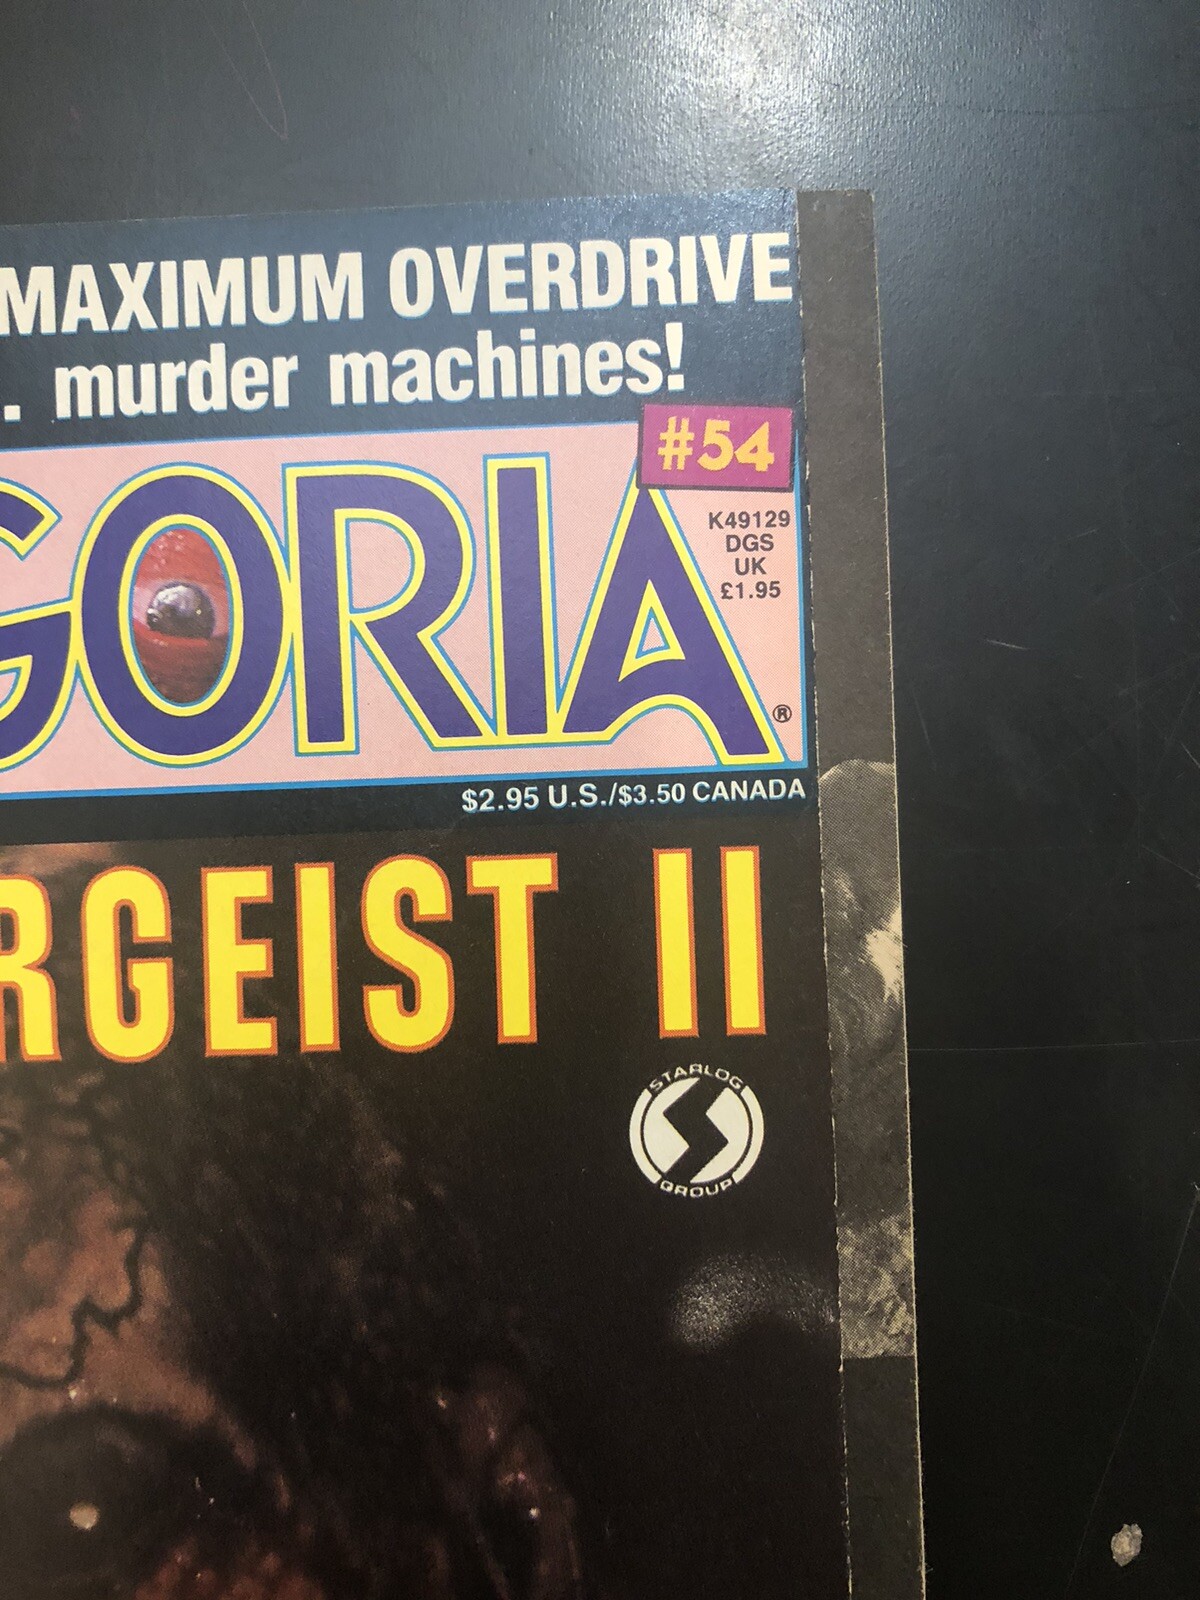 MAXIMUM OVERDRIVE
. murder machines!
#54
GORIA
K49129
DGS
UK
£1.95
®
$2.95 U.S./$3.50 CANADA
RGEIST II
STARLOG
GROUP